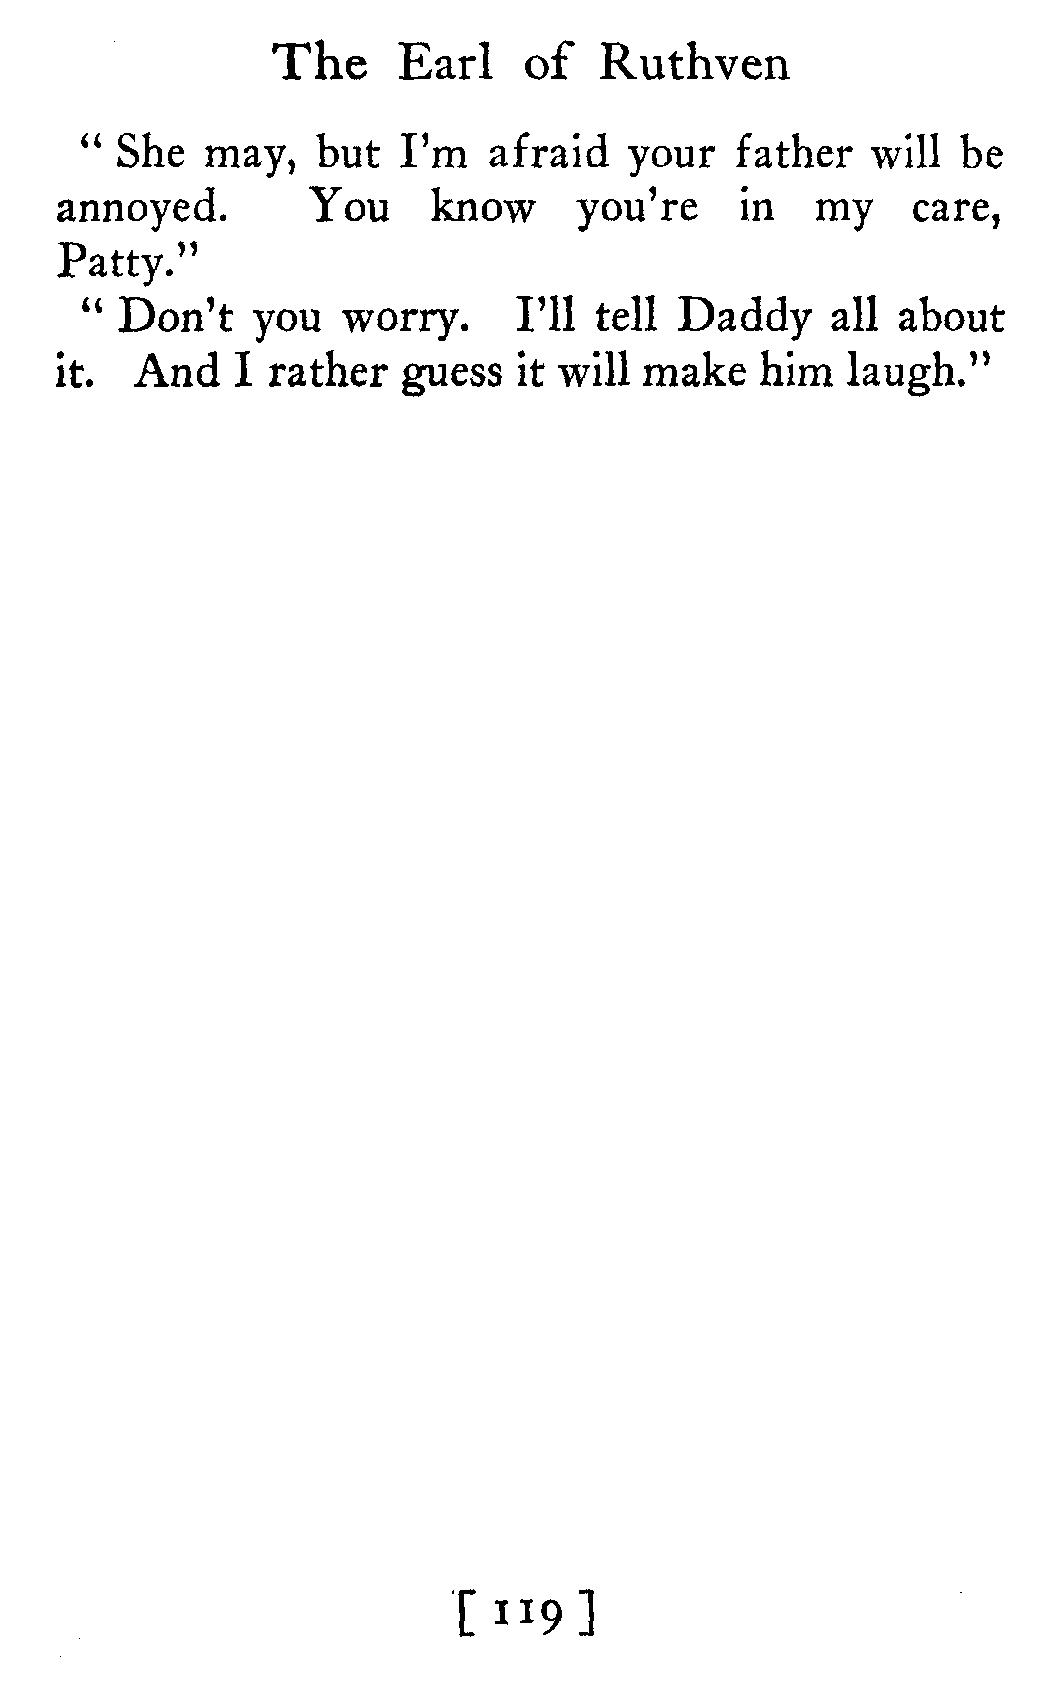 The Earl of Ruthven
“ She may, but I’m afraid your father will be
annoyed. You know you’re in my care,
Patty.”
“ Don’t you worry. I’ll tell Daddy all about
it. And I rather guess it will make him laugh.”
[ 119 ]